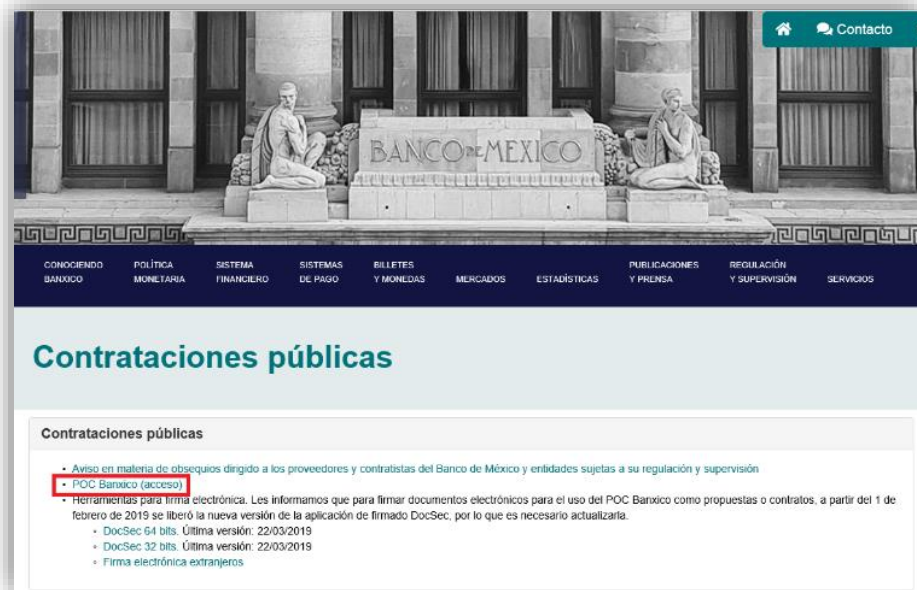 Contacto
BANCO DE MEXICO
CONOCIENDO BANXICO
POLÍTICA MONETARIA
SISTEMA FINANCIERO
SISTEMAS DE PAGO
BILLETES Y MONEDAS
MERCADOS
ESTADÍSTICAS
PUBLICACIONES Y PRENSA
REGULACIÓN Y SUPERVISIÓN
SERVICIOS
Contrataciones públicas
Contrataciones públicas
• Aviso en materia de obsequios dirigido a los proveedores y contratistas del Banco de México y entidades sujetas a su regulación y supervisión
• POC Banxico (acceso)
• Herramientas para firma electrónica. Les informamos que para firmar documentos electrónicos para el uso del POC Banxico como propuestas o contratos, a partir del 1 de
febrero de 2019 se liberó la nueva versión de la aplicación de firmado DocSec, por lo que es necesario actualizarla.
◦ DocSec 64 bits. Última versión: 22/03/2019
◦ DocSec 32 bits. Última versión: 22/03/2019
◦ Firma electrónica extranjeros